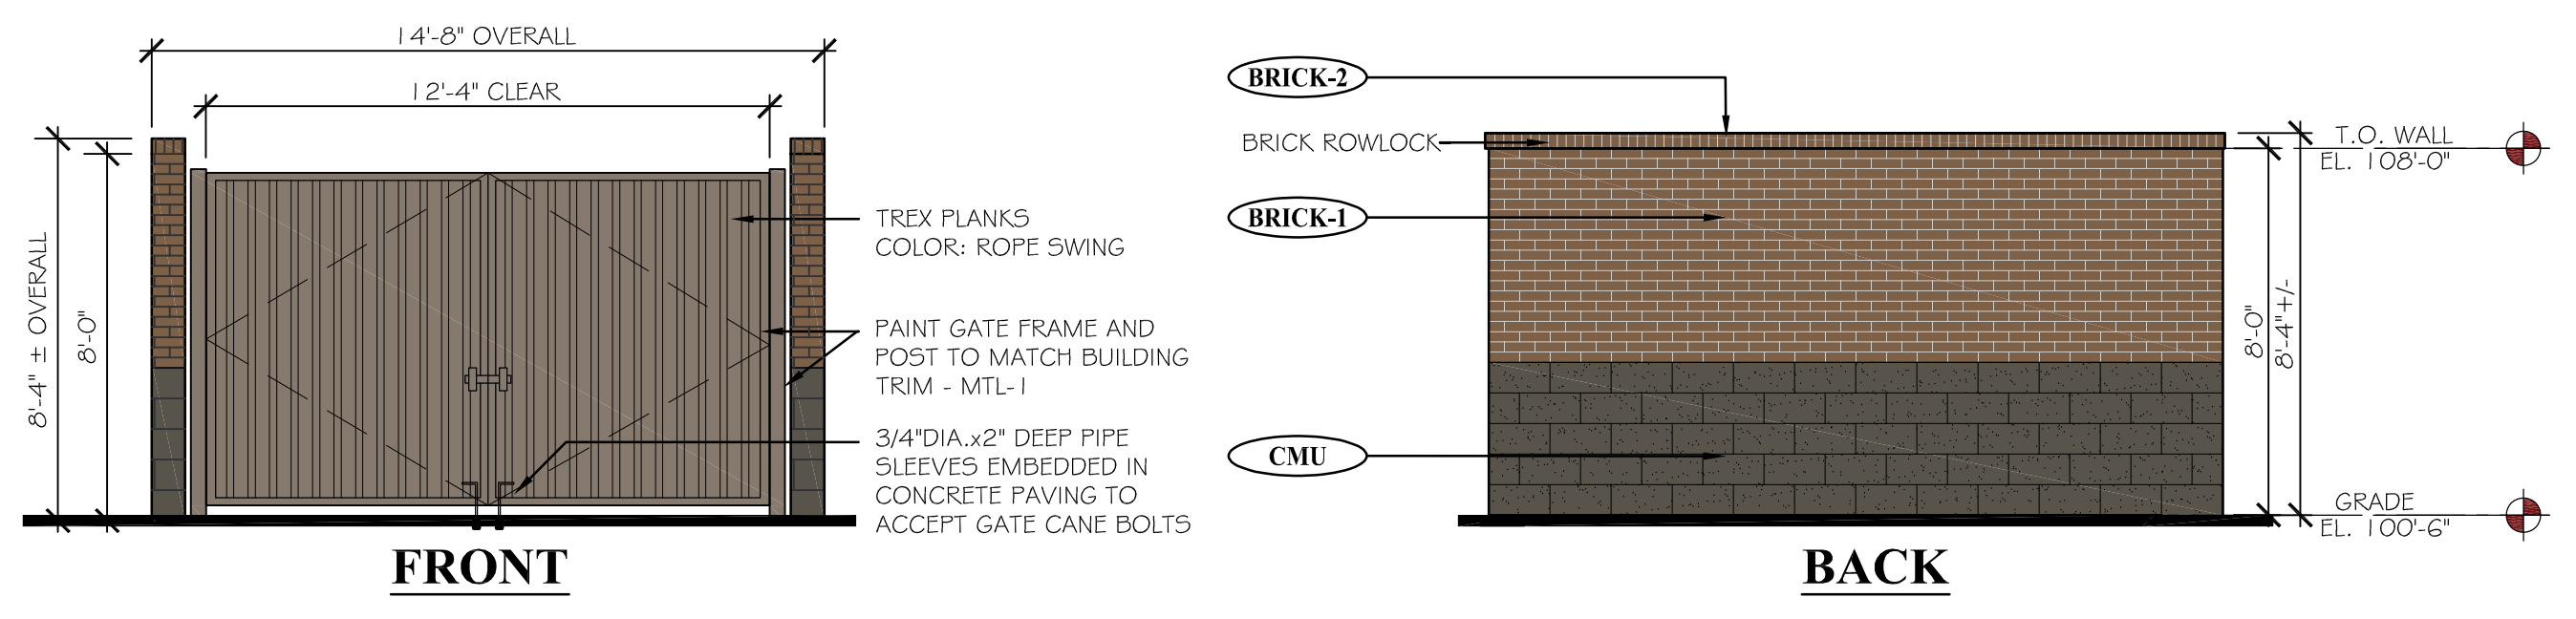 14'-8" OVERALL
12'-4" CLEAR
8'-4" ± OVERALL
8'-0"
TREX PLANKS
COLOR: ROPE SWING
PAINT GATE FRAME AND
POST TO MATCH BUILDING
TRIM - MTL-1
3/4"DIA.x2" DEEP PIPE
SLEEVES EMBEDDED IN
CONCRETE PAVING TO
ACCEPT GATE CANE BOLTS
FRONT
BRICK-2
BRICK ROWLOCK
BRICK-1
CMU
8'-0"
8'-4"+/-
T.O. WALL
EL. 108'-0"
GRADE
EL. 100'-6"
BACK